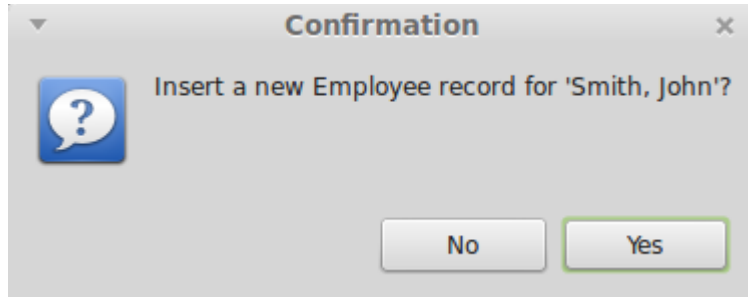 Confirmation
Insert a new Employee record for 'Smith, John'?
No
Yes